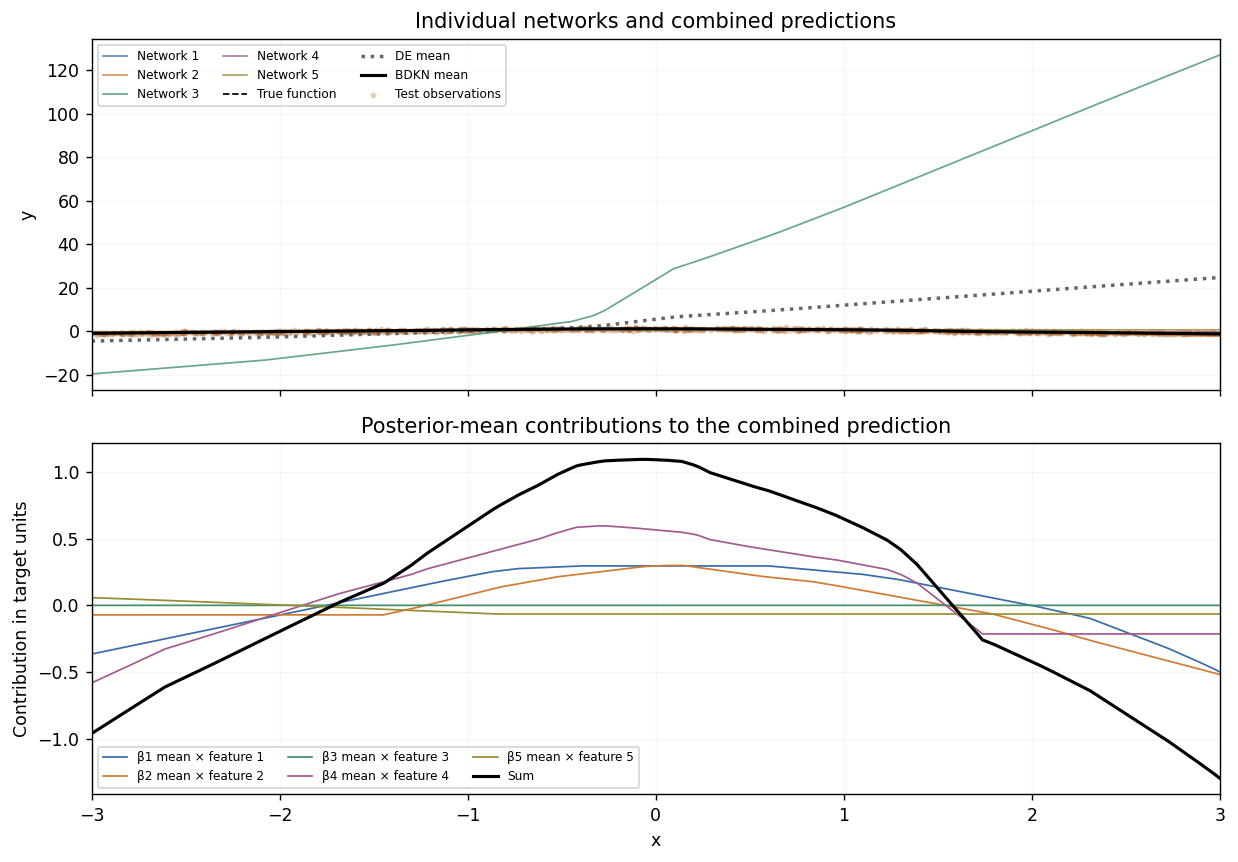 Individual networks and combined predictions
Network 1 Network 4 DE mean
Network 2 Network 5 BDKN mean
Network 3 True function Test observations
120
100
80
60
40
20
0
−20
y
Posterior-mean contributions to the combined prediction
1.0
0.5
0.0
−0.5
−1.0
Contribution in target units
β1 mean × feature 1 β3 mean × feature 3 β5 mean × feature 5
β2 mean × feature 2 β4 mean × feature 4 Sum
−3 −2 −1 0 1 2 3
x